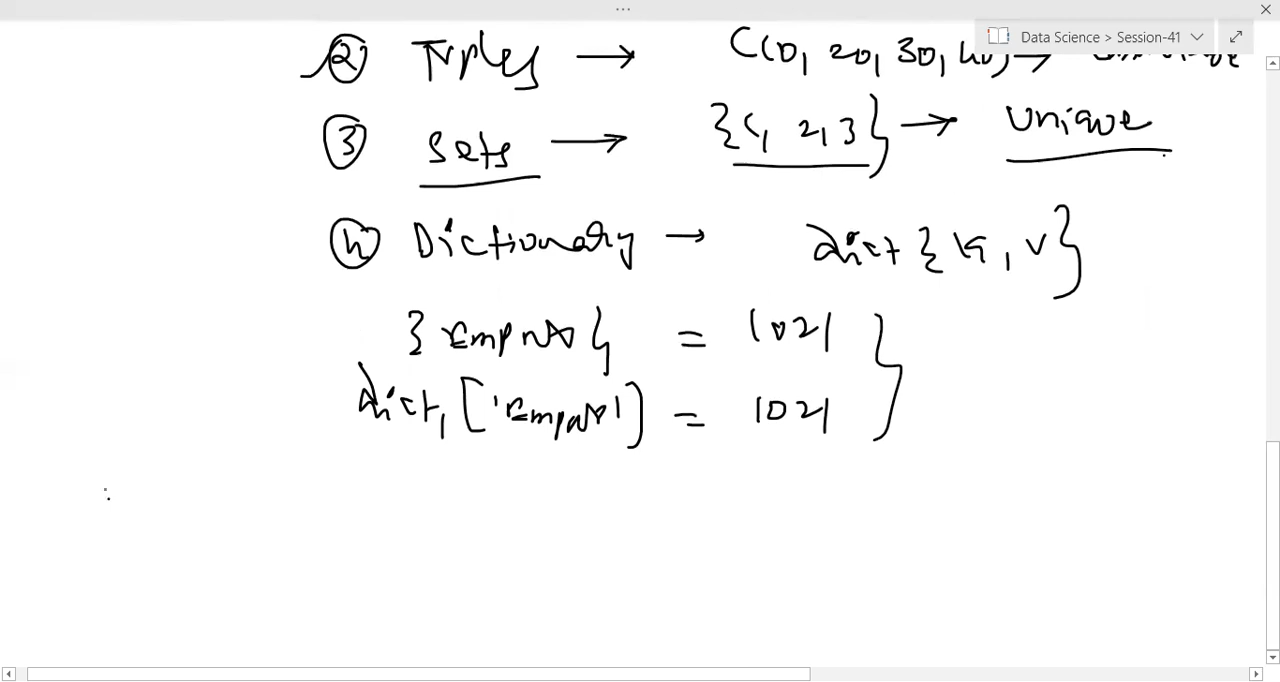 Data Science > Session-41
② Tuples → (10, 20, 30, 40) →
③ Sets → {1, 2, 3} → Unique
④ Dictionary → dict {K, V}
{Empno} = 1021
dict, ['Empno'] = 1021